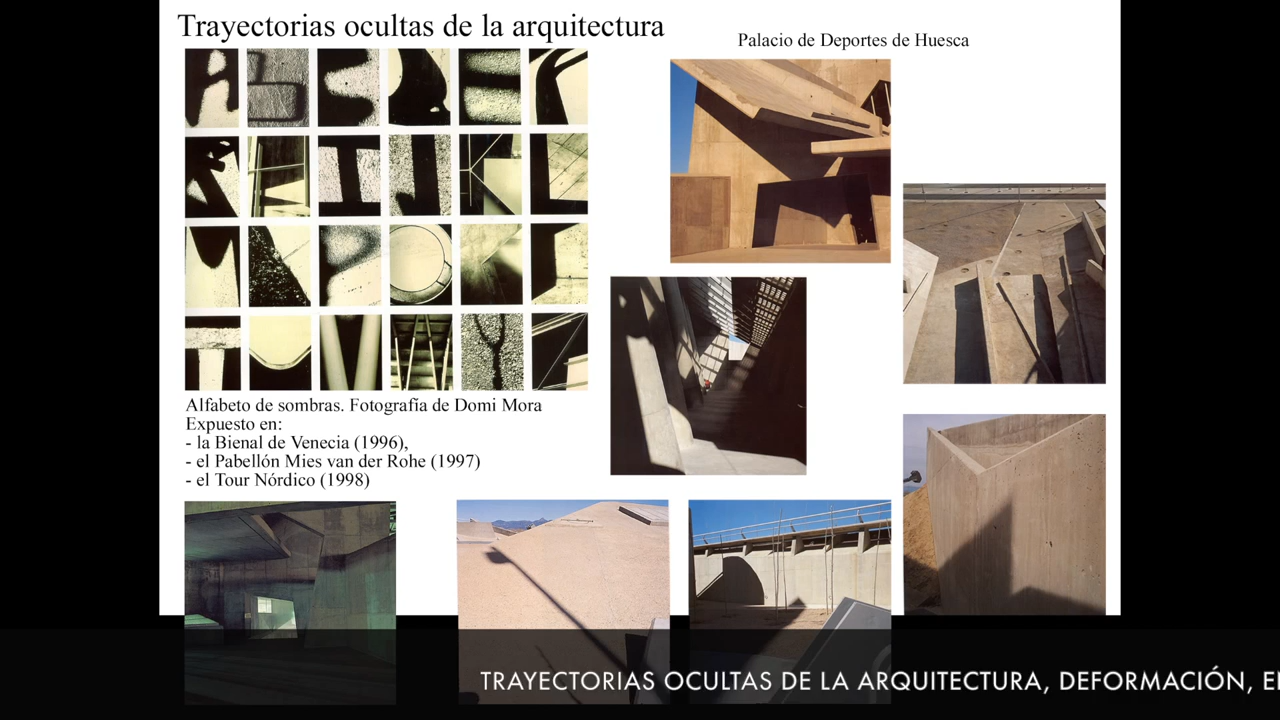 Trayectorias ocultas de la arquitectura
Palacio de Deportes de Huesca
Alfabeto de sombras. Fotografía de Domi Mora
Expuesto en:
- la Bienal de Venecia (1996),
- el Pabellón Mies van der Rohe (1997)
- el Tour Nórdico (1998)
TRAYECTORIAS OCULTAS DE LA ARQUITECTURA, DEFORMACIÓN,